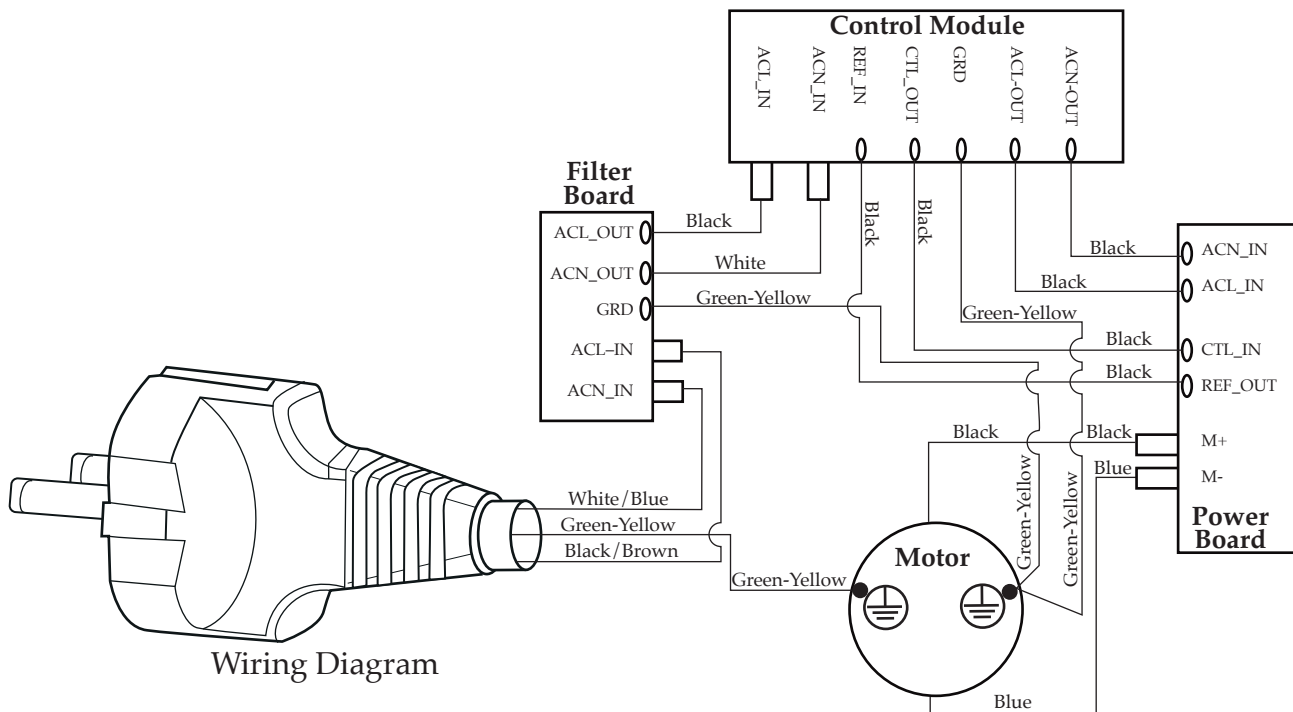 Control Module
ACL_IN
ACN_IN
REF_IN
CTL_OUT
GRD
ACL-OUT
ACN-OUT
Filter
Board
ACL_OUT
ACN_OUT
GRD
ACL–IN
ACN_IN
Black
White
Green-Yellow
Black
Black
Green-Yellow
Black
Black
Black
Black
ACN_IN
ACL_IN
CTL_IN
REF_OUT
M+
M-
Power
Board
Black
Black
Blue
White/Blue
Green-Yellow
Black/Brown
Green-Yellow
Green-Yellow
Green-Yellow
Motor
Blue
Wiring Diagram